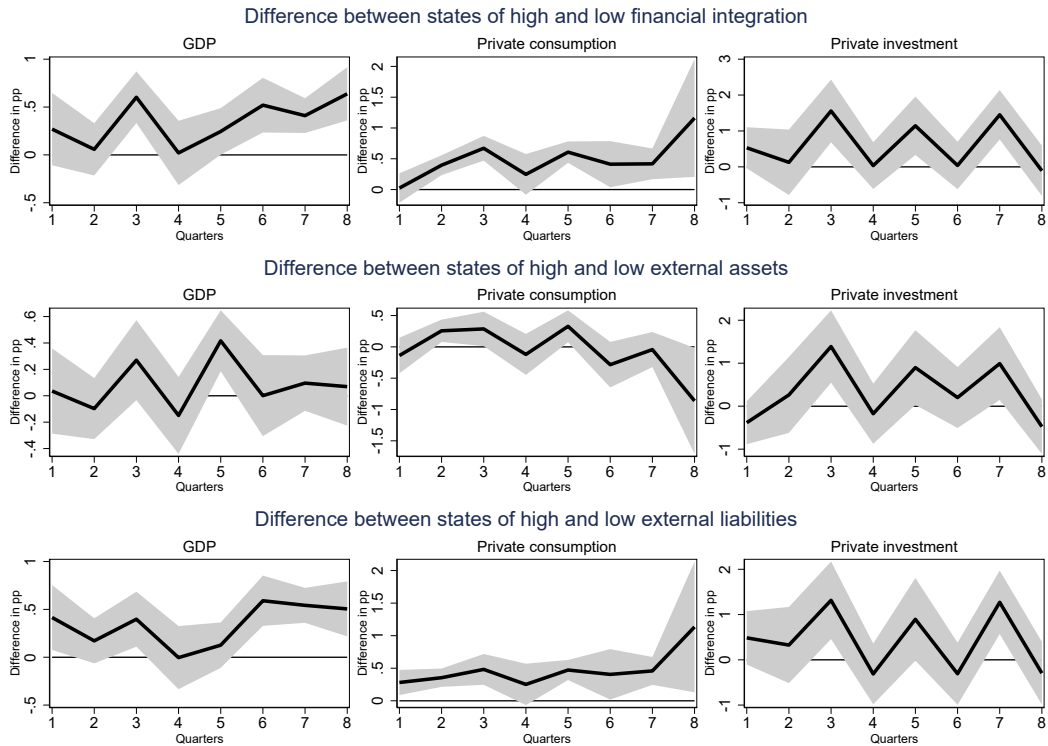 Difference between states of high and low financial integration
GDP
Difference in pp
1
.5
0
-.5
1 2 3 4 5 6 7 8
Quarters
Private consumption
Difference in pp
2
1.5
1
.5
0
1 2 3 4 5 6 7 8
Quarters
Private investment
Difference in pp
3
2
1
0
-1
1 2 3 4 5 6 7 8
Quarters
Difference between states of high and low external assets
GDP
Difference in pp
.6
.4
.2
0
-.2
-.4
1 2 3 4 5 6 7 8
Quarters
Private consumption
Difference in pp
.5
0
-.5
-1
-1.5
1 2 3 4 5 6 7 8
Quarters
Private investment
Difference in pp
2
1
0
-1
1 2 3 4 5 6 7 8
Quarters
Difference between states of high and low external liabilities
GDP
Difference in pp
1
.5
0
-.5
1 2 3 4 5 6 7 8
Quarters
Private consumption
Difference in pp
2
1.5
1
.5
0
1 2 3 4 5 6 7 8
Quarters
Private investment
Difference in pp
2
1
0
-1
1 2 3 4 5 6 7 8
Quarters